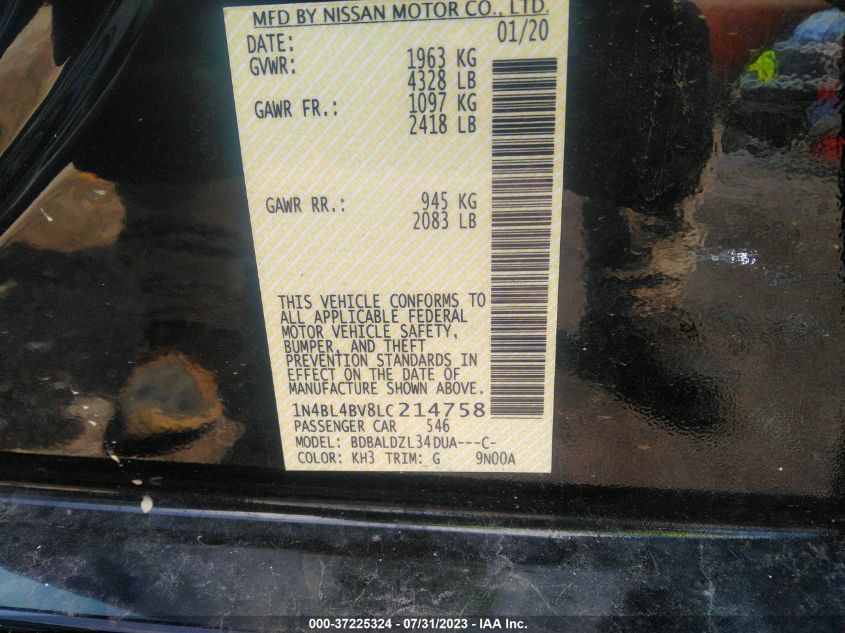 MFD BY NISSAN MOTOR CO., LTD.
DATE: 01/20
GVWR: 1963 KG
4328 LB
GAWR FR.: 1097 KG
2418 LB
GAWR RR.: 945 KG
2083 LB
THIS VEHICLE CONFORMS TO
ALL APPLICABLE FEDERAL
MOTOR VEHICLE SAFETY,
BUMPER, AND THEFT
PREVENTION STANDARDS IN
EFFECT ON THE DATE OF
MANUFACTURE SHOWN ABOVE.
1N4BL4BV8LC214758
PASSENGER CAR 546
MODEL: BDBALDZL34DUA---C-
COLOR: KH3 TRIM: G 9N00A
000-37225324 - 07/31/2023 - IAA Inc.